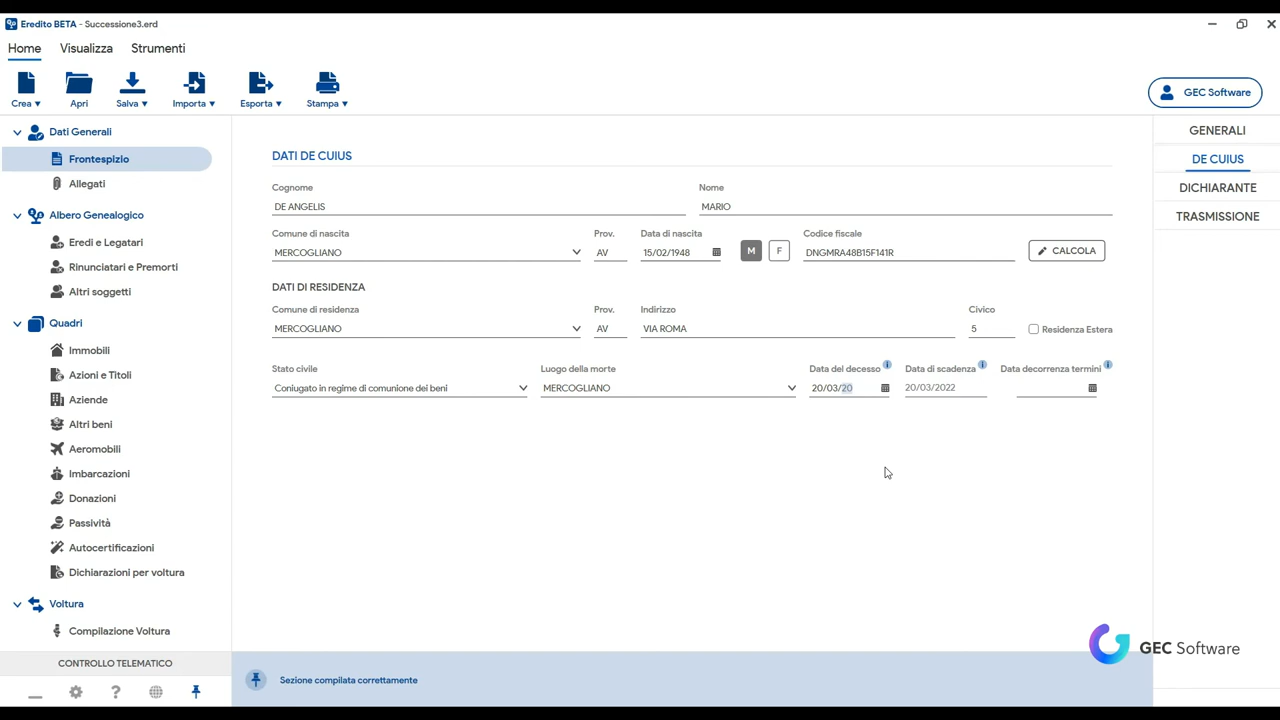 Eredito BETA - Successione3.erd
Home Visualizza Strumenti
Crea Apri Salva Importa Esporta Stampa
GEC Software
Dati Generali
Frontespizio
Allegati
Albero Genealogico
Eredi e Legatari
Rinunciatari e Premorti
Altri soggetti
Quadri
Immobili
Azioni e Titoli
Aziende
Altri beni
Aeromobili
Imbarcazioni
Donazioni
Passività
Autocertificazioni
Dichiarazioni per voltura
Voltura
Compilazione Voltura
CONTROLLO TELEMATICO
?
DATI DE CUIUS
Cognome Nome
DE ANGELIS MARIO
Comune di nascita Prov. Data di nascita Codice fiscale
MERCOGLIANO AV 15/02/1948 M F DNGMRA48B15F141R CALCOLA
DATI DI RESIDENZA
Comune di residenza Prov. Indirizzo Civico
MERCOGLIANO AV VIA ROMA 5 Residenza Estera
Stato civile Luogo della morte Data del decesso i Data di scadenza i Data decorrenza termini i
Coniugato in regime di comunione dei beni MERCOGLIANO 20/03/20 20/03/2022
Sezione compilata correttamente
GENERALI
DE CUIUS
DICHIARANTE
TRASMISSIONE
GEC Software